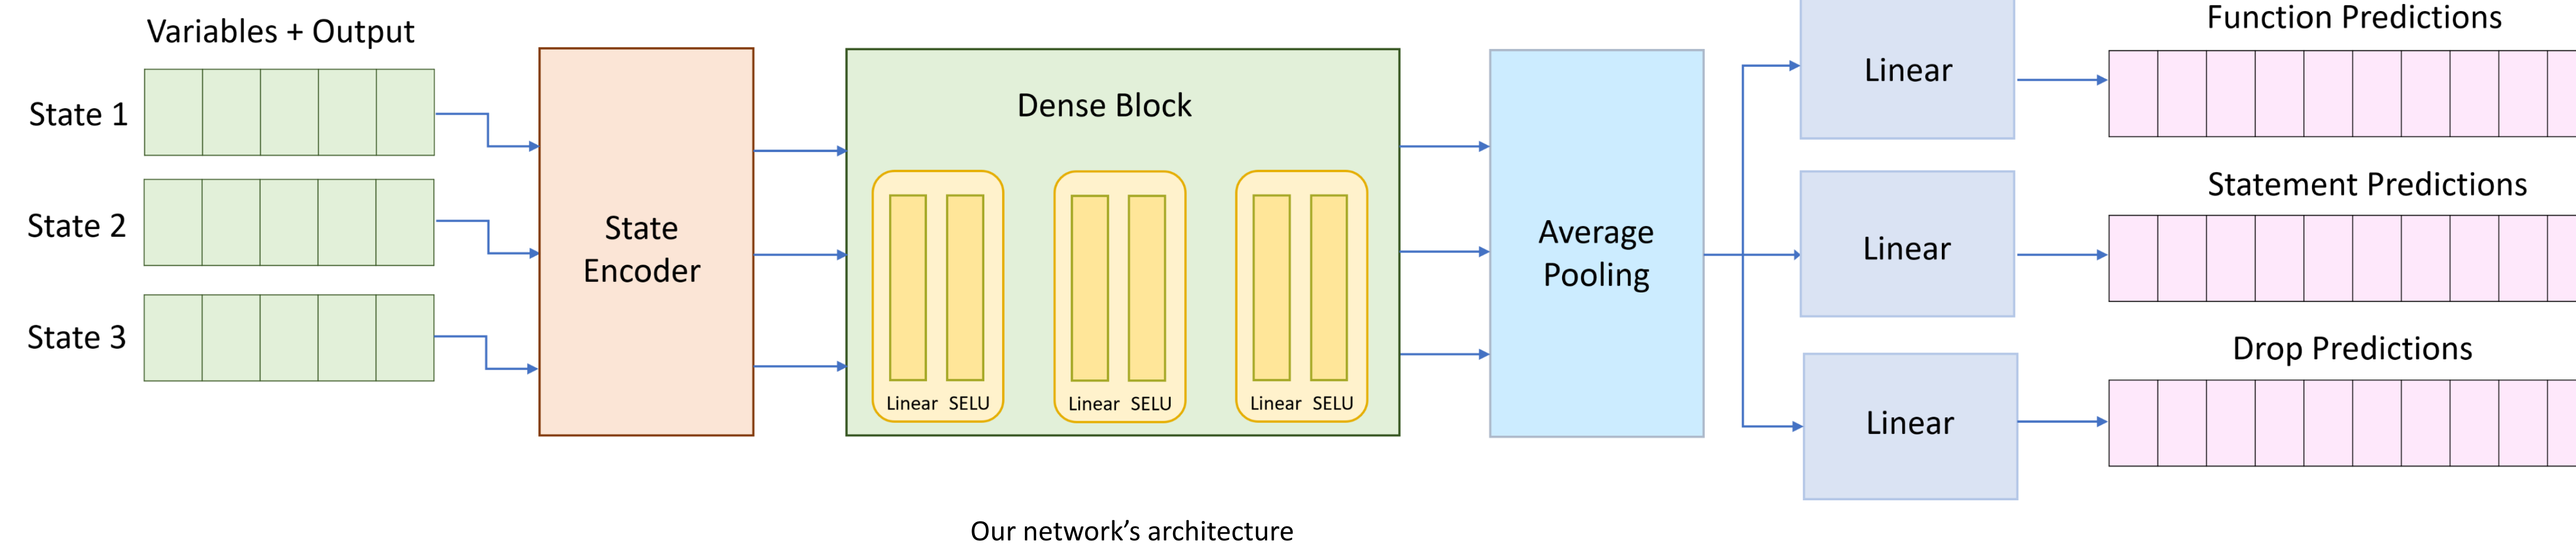 Variables + Output
State 1
State 2
State 3
State
Encoder
Dense Block
Linear SELU
Linear SELU
Linear SELU
Average
Pooling
Linear
Linear
Linear
Function Predictions
Statement Predictions
Drop Predictions
Our network’s architecture